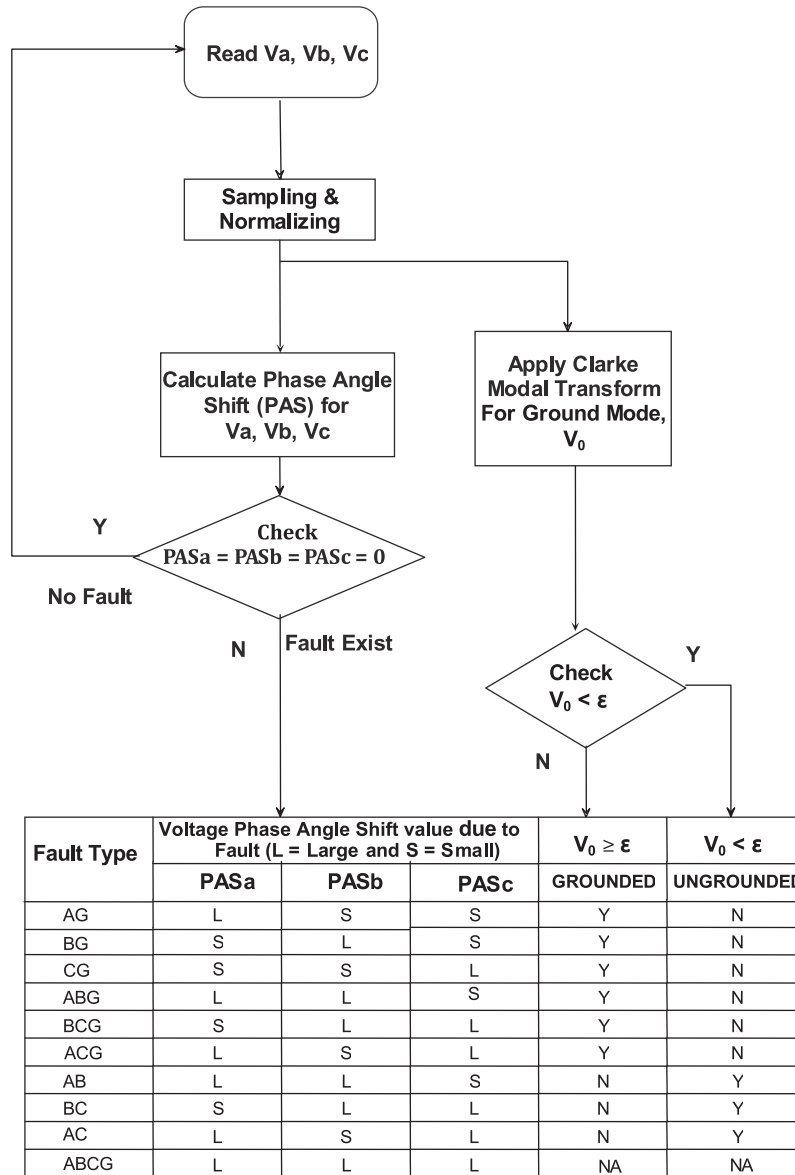 Read Va, Vb, Vc
Sampling &
Normalizing
Calculate Phase Angle
Shift (PAS) for
Va, Vb, Vc
Apply Clarke
Modal Transform
For Ground Mode,
V₀
Y
Check
PASa = PASb = PASc = 0
No Fault
N
Fault Exist
Check
V₀ < ε
Y
N
Fault Type
Voltage Phase Angle Shift value due to
Fault (L = Large and S = Small)
V₀ ≥ ε
V₀ < ε
PASa PASb PASc GROUNDED UNGROUNDED
AG L S S Y N
BG S L S Y N
CG S S L Y N
ABG L L S Y N
BCG S L L Y N
ACG L S L Y N
AB L L S N Y
BC S L L N Y
AC L S L N Y
ABCG L L L NA NA